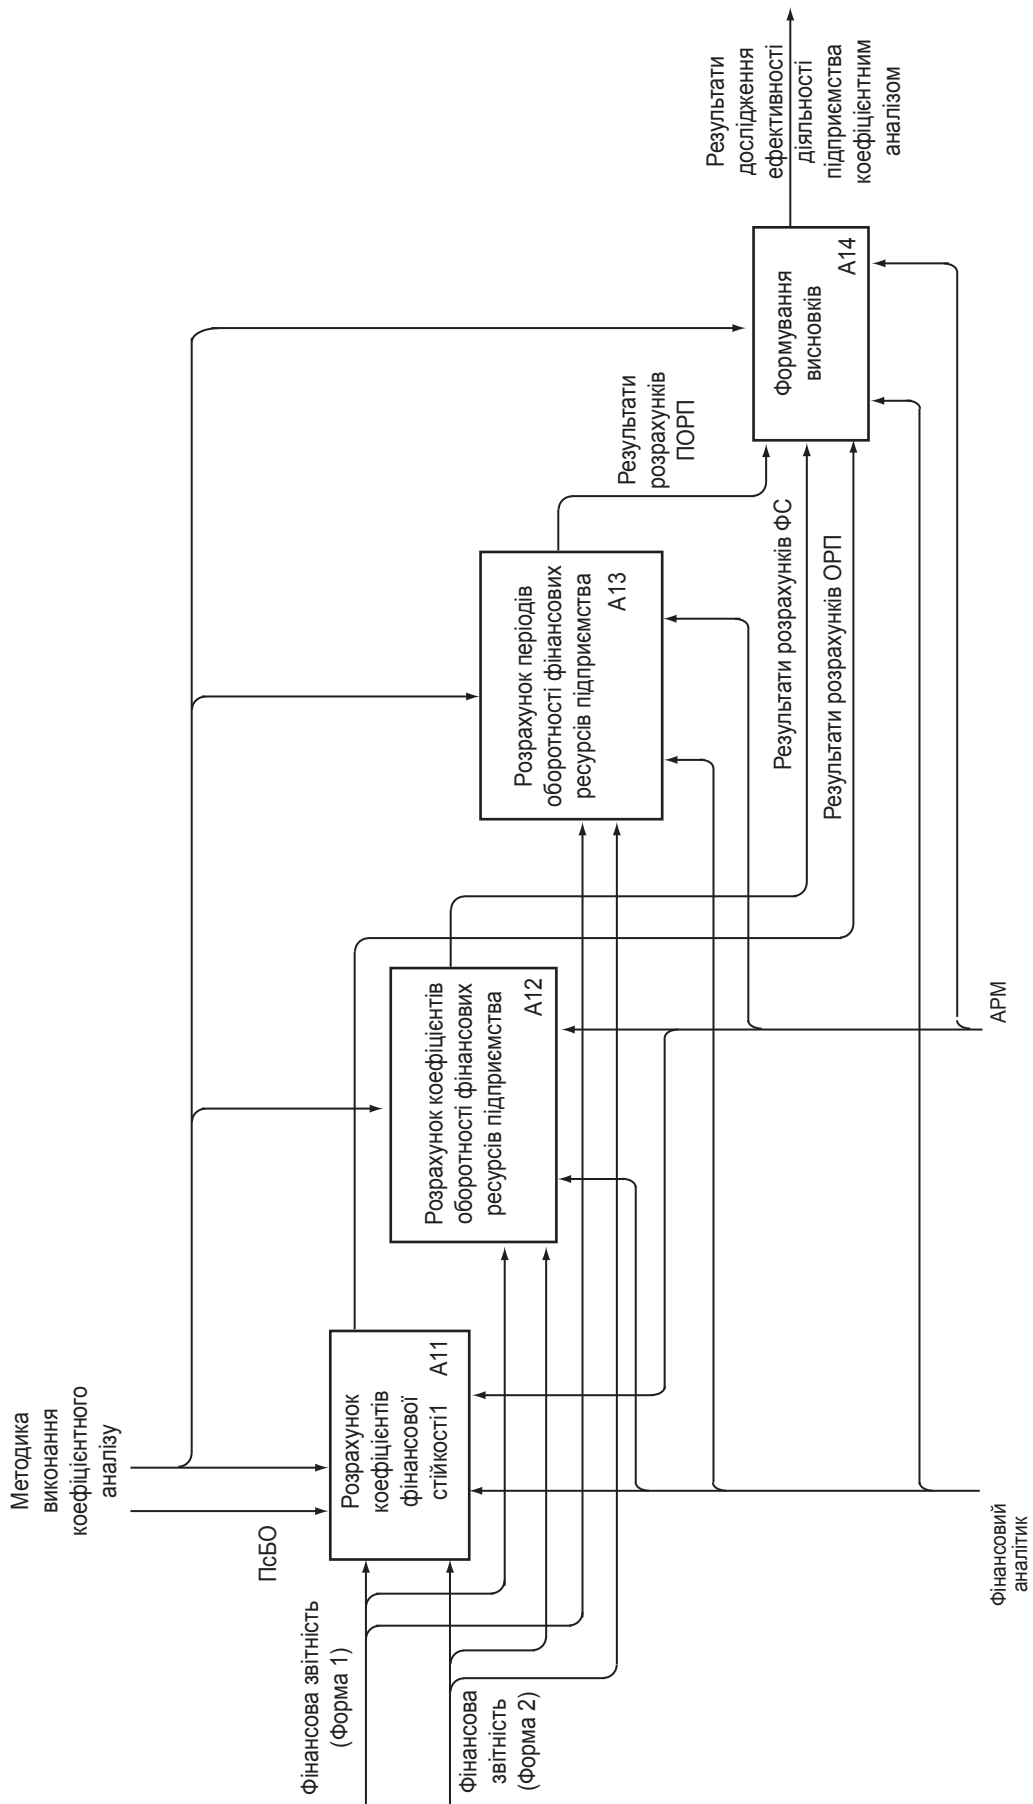 Методика
виконання
коефіцієнтного
аналізу
ПсБО
Фінансова звітність
(Форма 1)
Фінансова
звітність
(Форма 2)
Розрахунок
коефіцієнтів
фінансової
стійкості1
А11
Розрахунок коефіцієнтів
оборотності фінансових
ресурсів підприємства
А12
Розрахунок періодів
оборотності фінансових
ресурсів підприємства
А13
Результати
розрахунків
ПОРП
Результати розрахунків ФС
Результати розрахунків ОРП
Формування
висновків
А14
Результати
дослідження
ефективності
діяльності
підприємства
коефіцієнтним
аналізом
Фінансовий
аналітик
АРМ